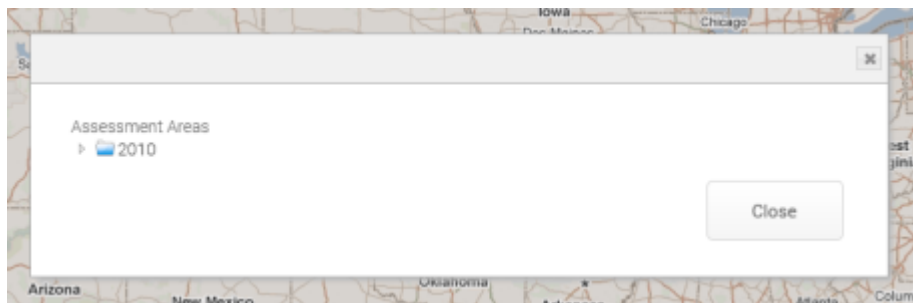 Iowa
Chicago
Des Moines
Assessment Areas
2010
Close
Arizona
New Mexico
Oklahoma
Atlanta